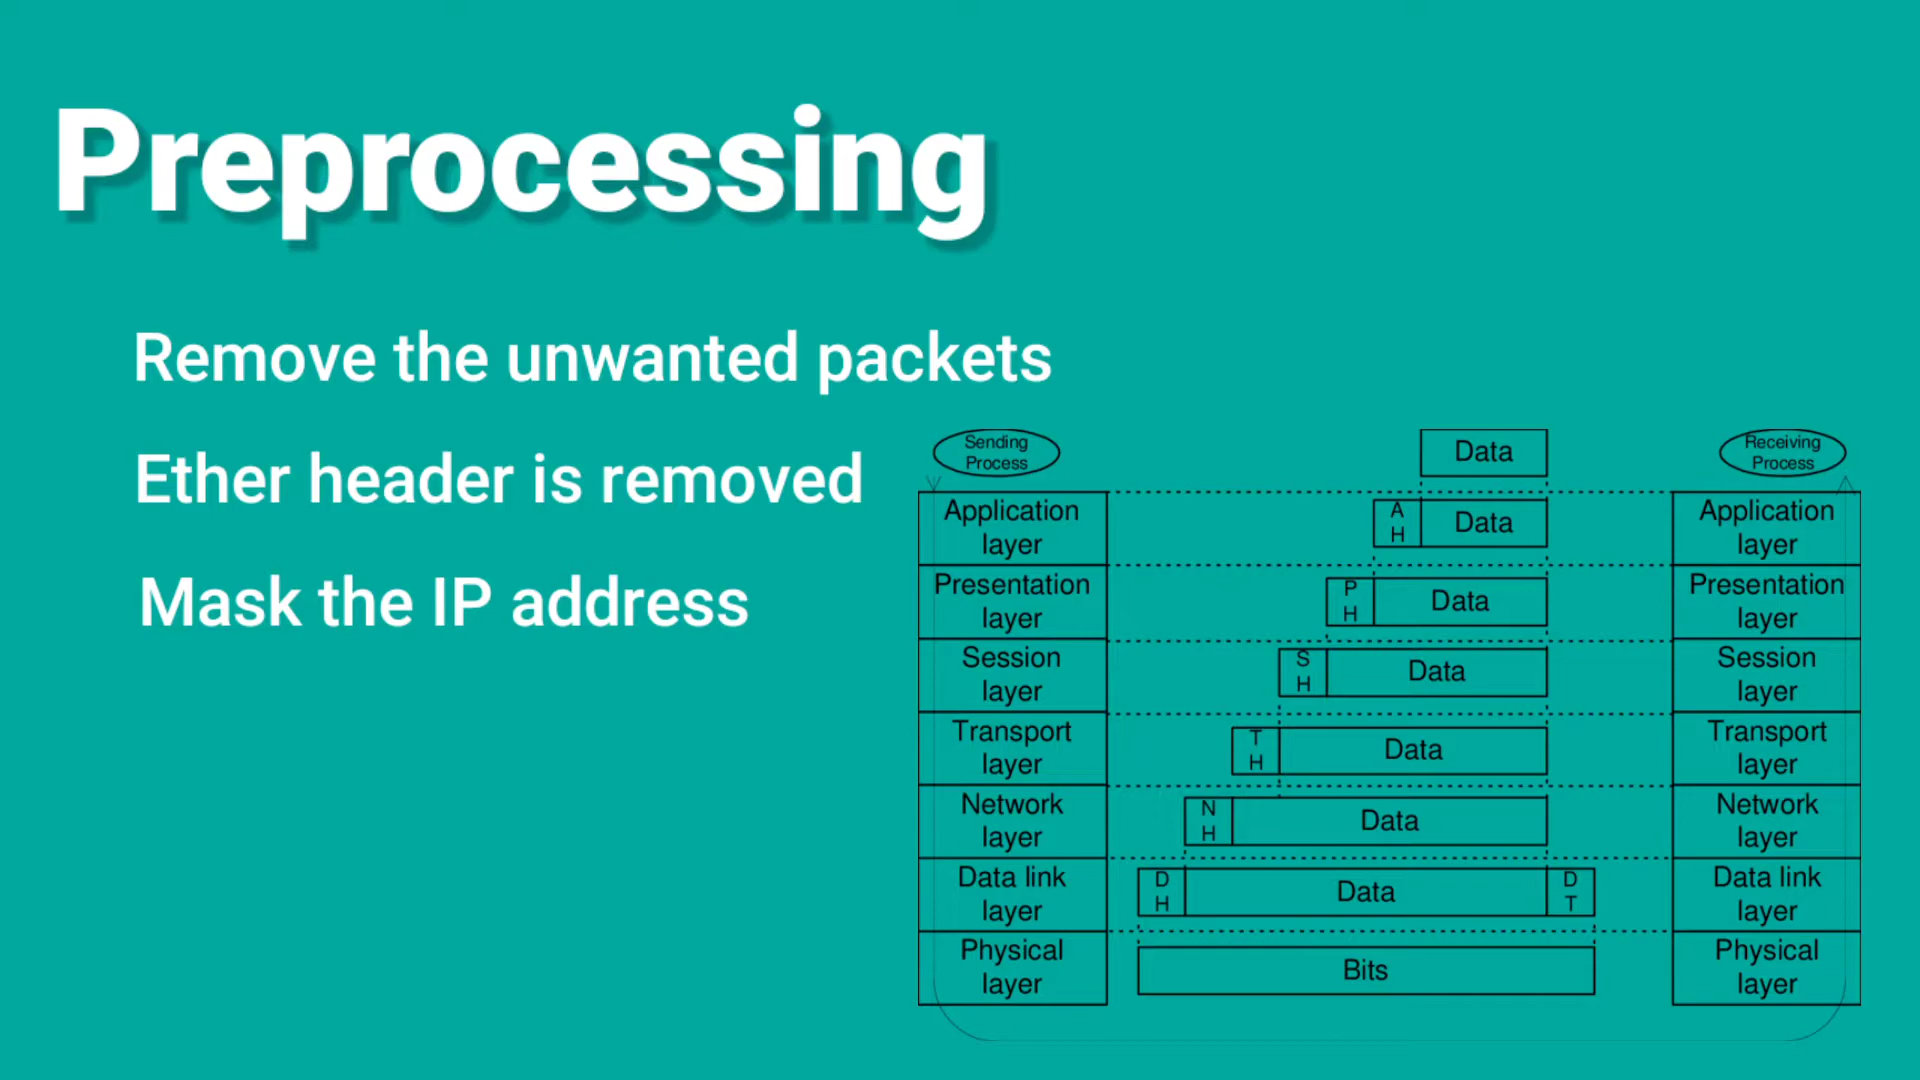 Preprocessing
Remove the unwanted packets
Ether header is removed
Mask the IP address
Sending
Process
Data
Receiving
Process
Application
layer
A
H
Data
Application
layer
Presentation
layer
P
H
Data
Presentation
layer
Session
layer
S
H
Data
Session
layer
Transport
layer
T
H
Data
Transport
layer
Network
layer
N
H
Data
Network
layer
Data link
layer
D
H
Data
D
T
Data link
layer
Physical
layer
Bits
Physical
layer